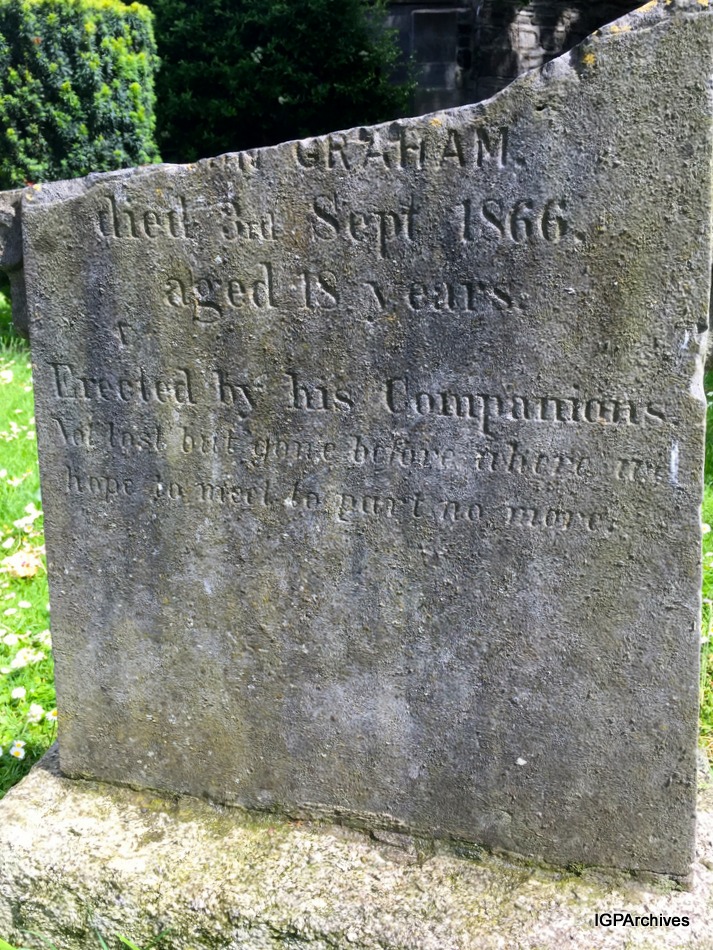 GRAHAM.
died 3rd Sept 1866,
aged 18 years.
Erected by his Companions.
Not lost but gone before where we
hope to meet to part no more.
IGPArchives